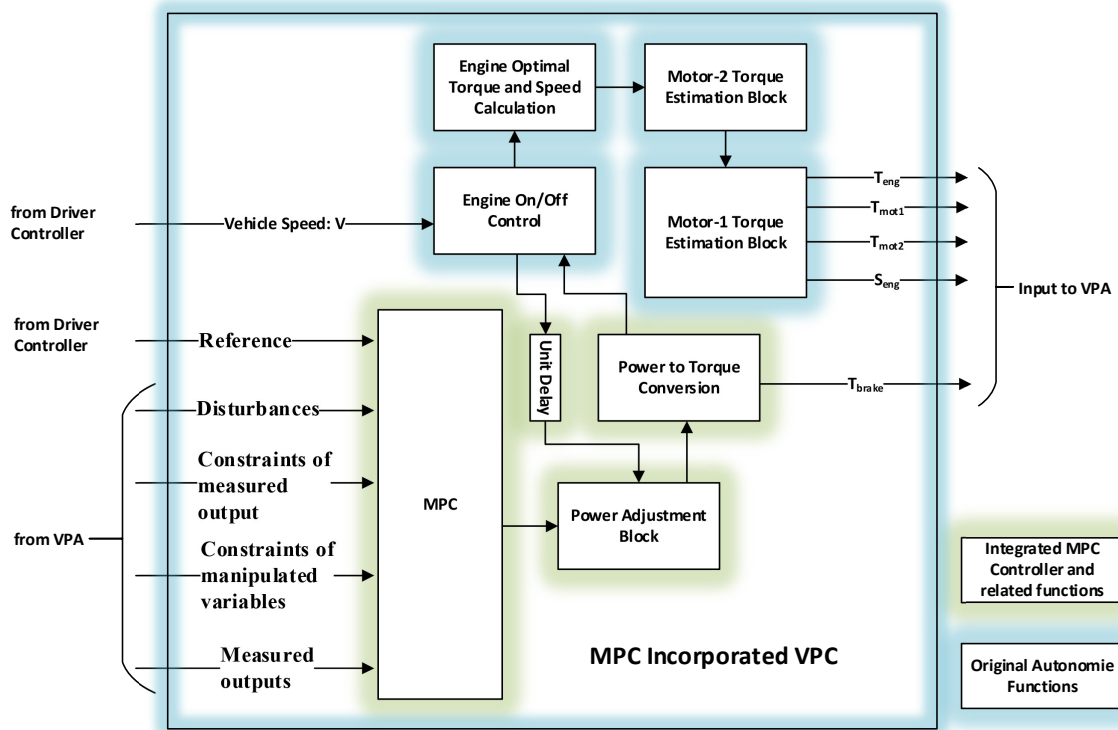 Engine Optimal
Torque and Speed
Calculation
Motor-2 Torque
Estimation Block
from Driver
Controller
Vehicle Speed: V
Engine On/Off
Control
Motor-1 Torque
Estimation Block
Teng
Tmot1
Tmot2
Seng
Input to VPA
from Driver
Controller
Reference
Unit Delay
Power to Torque
Conversion
Tbrake
Disturbances
Constraints of
measured
output
MPC
Power Adjustment
Block
from VPA
Constraints of
manipulated
variables
Measured
outputs
MPC Incorporated VPC
Integrated MPC
Controller and
related functions
Original Autonomie
Functions